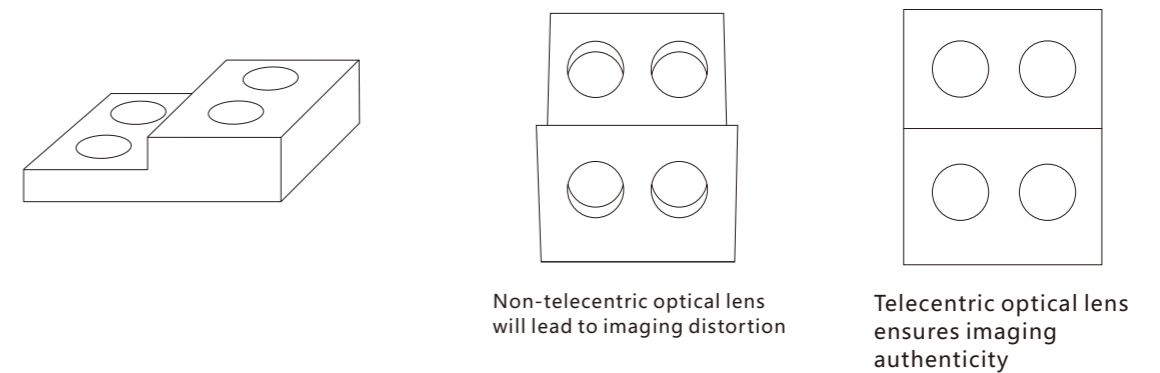 Non-telecentric optical lens
will lead to imaging distortion
Telecentric optical lens
ensures imaging
authenticity